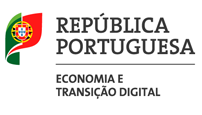 REPÚBLICA
PORTUGUESA
ECONOMIA E
TRANSIÇÃO DIGITAL